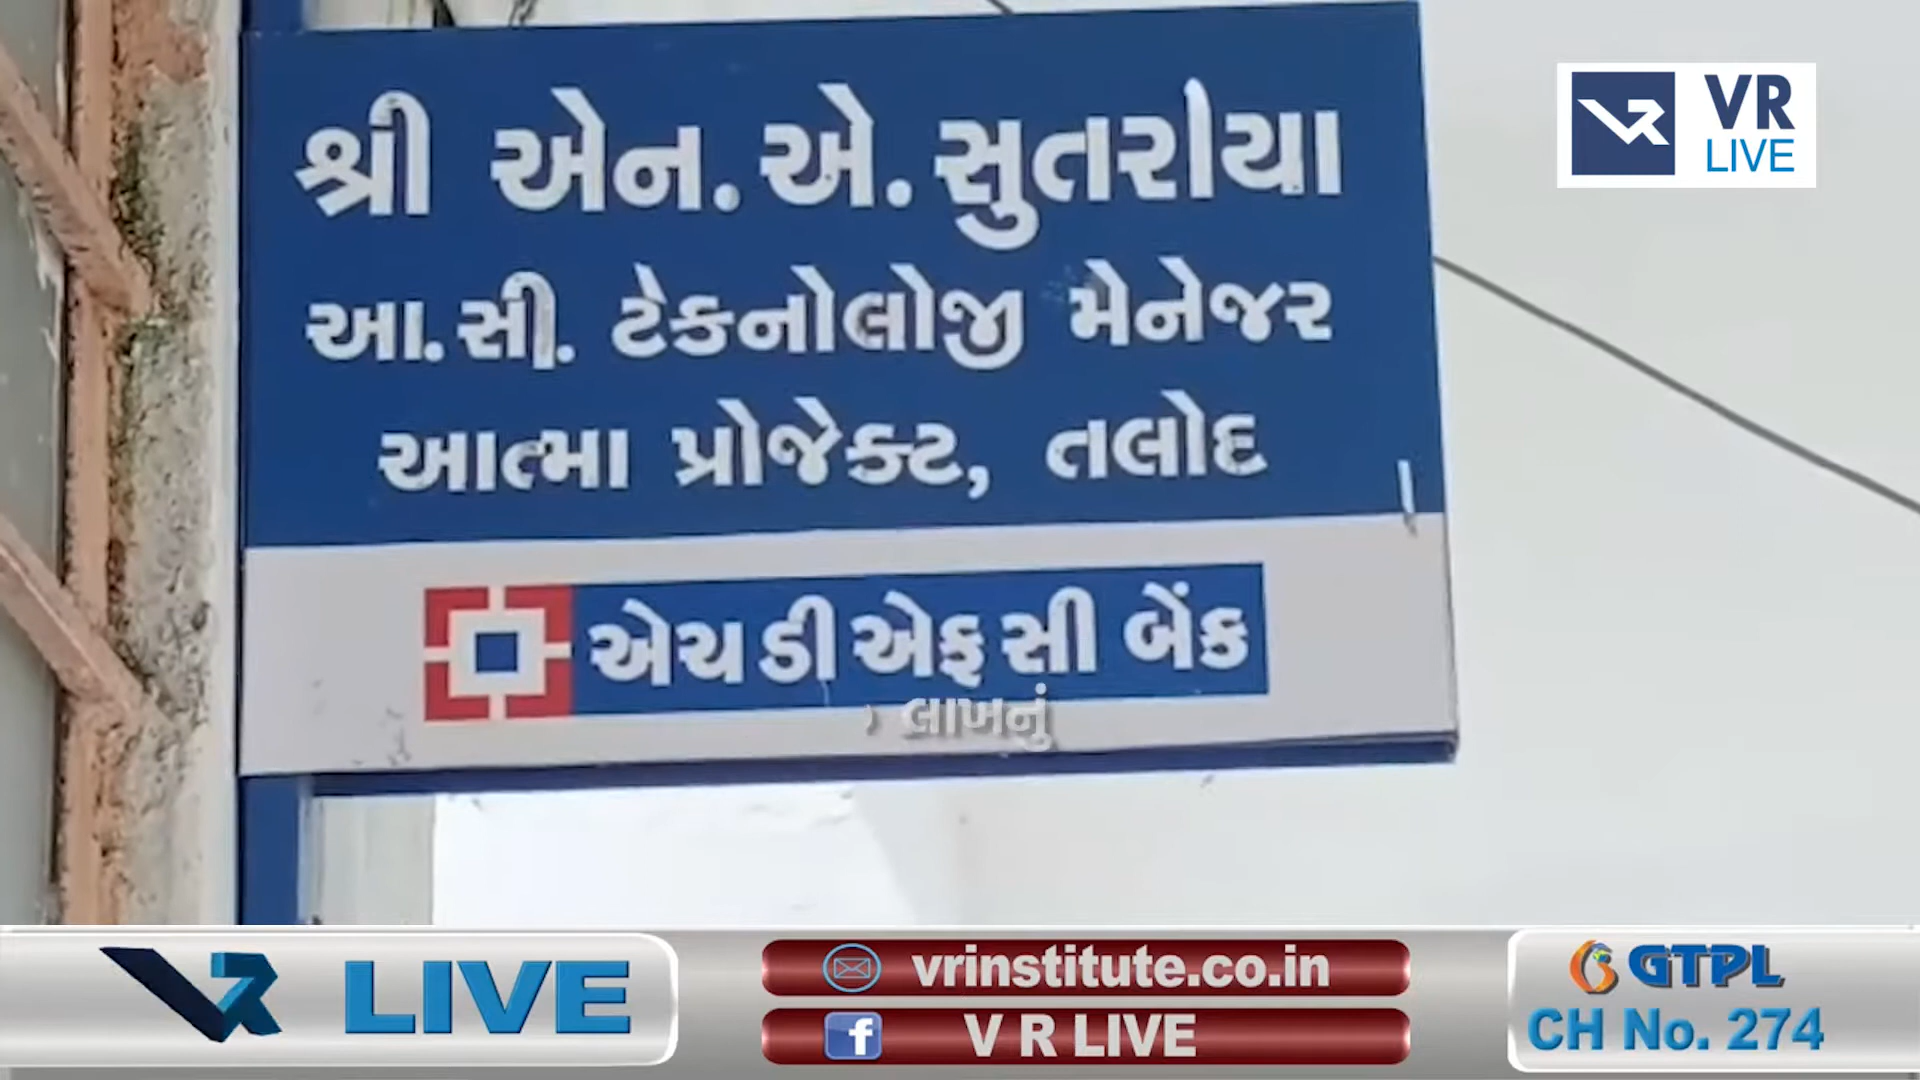 શ્રી એન.એ.સુતરીયા
આ.સી. ટેકનોલોજી મેનેજર
આત્મા પ્રોજેક્ટ, તલોદ
એચ ડી એફ સી બેંક
લાખનું
VR
LIVE
VR LIVE
vrinstitute.co.in
V R LIVE
GTPL
CH No. 274